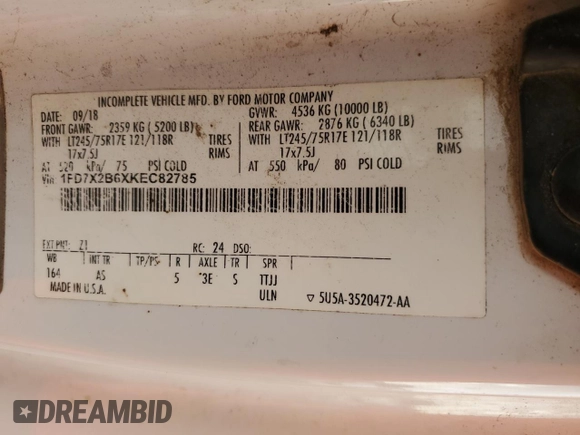 INCOMPLETE VEHICLE MFD. BY FORD MOTOR COMPANY
DATE: 09/18 GVWR: 4536 KG (10000 LB)
FRONT GAWR: 2359 KG (5200 LB) REAR GAWR: 2876 KG (6340 LB)
WITH LT245/75R17E 121/118R TIRES WITH LT245/75R17E 121/118R TIRES
17x7.5J RIMS 17x7.5J RIMS
AT 520 kPa/ 75 PSI COLD AT 550 kPa/ 80 PSI COLD
VIN: 1FD7X2B6XKEC82785
EXT PNT: Z1 RC: 24 DSO:
WB INT TR TP/PS R AXLE TR SPR
164 AS 5 3E S TTJJ
MADE IN U.S.A. ULN ▽ 5U5A-3520472-AA
DREAMBID